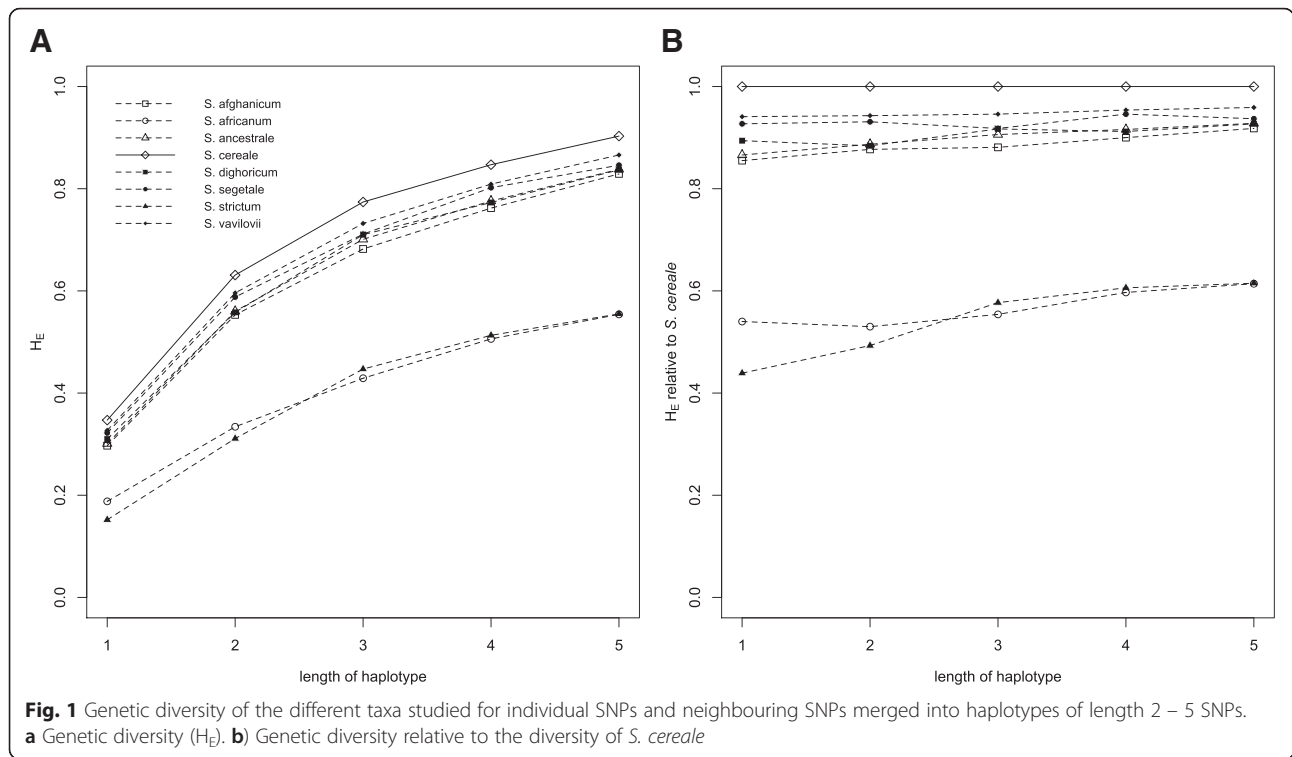 A
B
1.0
0.8
0.6
0.4
0.2
0.0
H_E
S. afghanicum
S. africanum
S. ancestrale
S. cereale
S. dighoricum
S. segetale
S. strictum
S. vavilovii
1 2 3 4 5
length of haplotype
1.0
0.8
0.6
0.4
0.2
0.0
H_E relative to S. cereale
1 2 3 4 5
length of haplotype
Fig. 1 Genetic diversity of the different taxa studied for individual SNPs and neighbouring SNPs merged into haplotypes of length 2 – 5 SNPs.
a Genetic diversity (H_E). b) Genetic diversity relative to the diversity of S. cereale